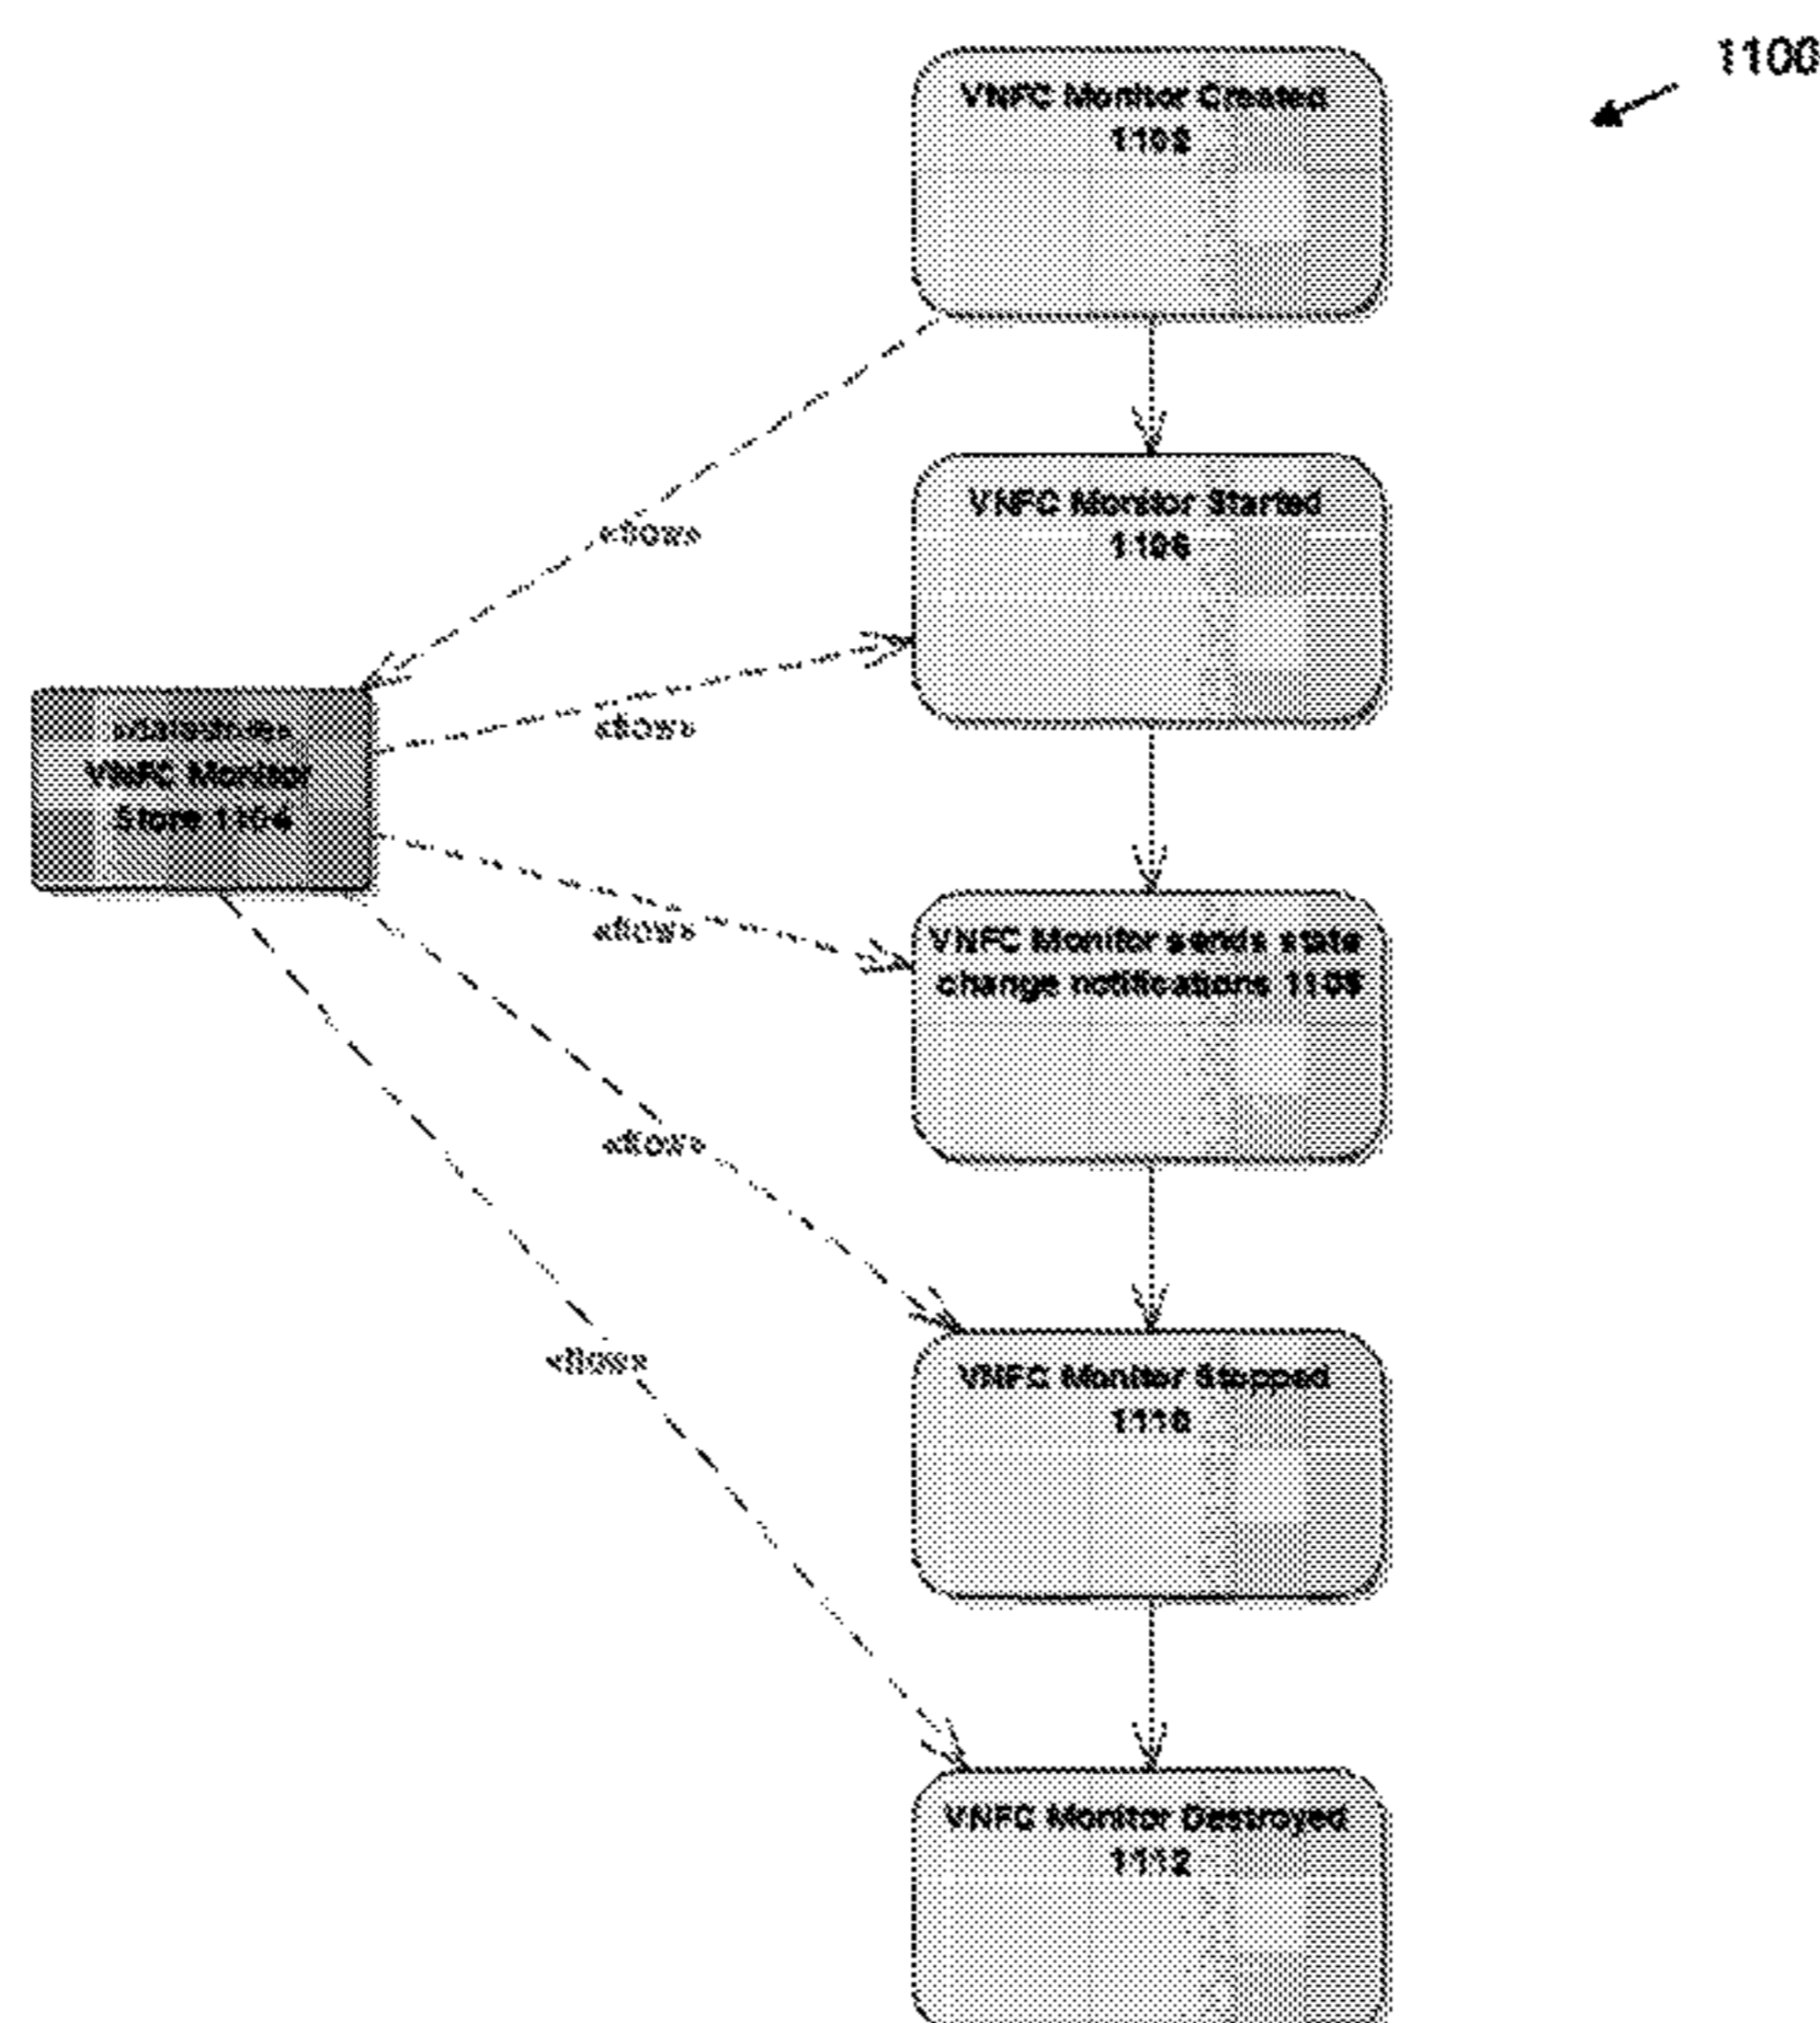 1100
VNFC Monitor Created
1102
«flow»
VNFC Monitor Started
1106
«flow»
«datastore»
VNFC Monitor
Store 1104
«flow»
VNFC Monitor sends state
change notifications 1108
«flow»
«flow»
VNFC Monitor Stopped
1110
VNFC Monitor Destroyed
1112